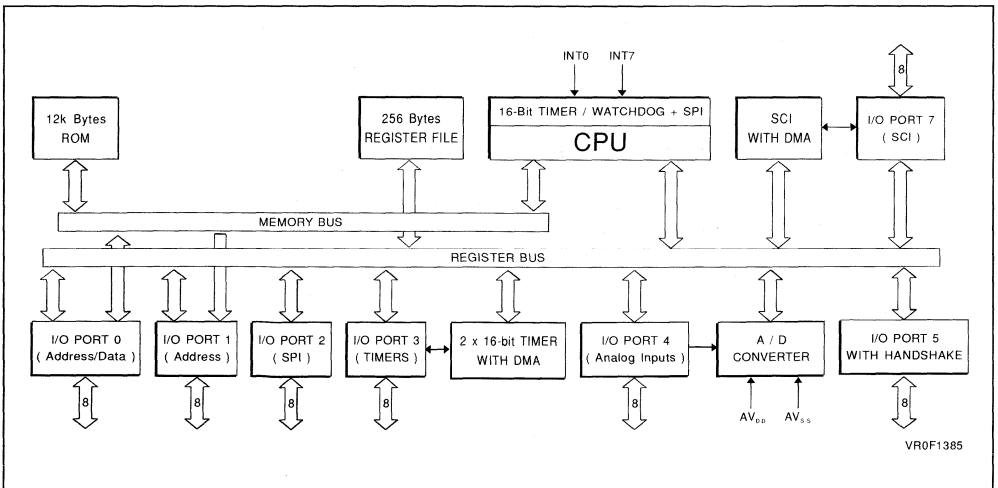 INT0 INT7
8
12k Bytes
ROM
256 Bytes
REGISTER FILE
16-Bit TIMER / WATCHDOG + SPI
CPU
SCI
WITH DMA
I/O PORT 7
( SCI )
MEMORY BUS
REGISTER BUS
I/O PORT 0
( Address/Data )
I/O PORT 1
( Address )
I/O PORT 2
( SPI )
I/O PORT 3
( TIMERS )
2 x 16-bit TIMER
WITH DMA
I/O PORT 4
( Analog Inputs )
A / D
CONVERTER
I/O PORT 5
WITH HANDSHAKE
8 8 8 8 8 8
AVDD AVSS
VR0F1385